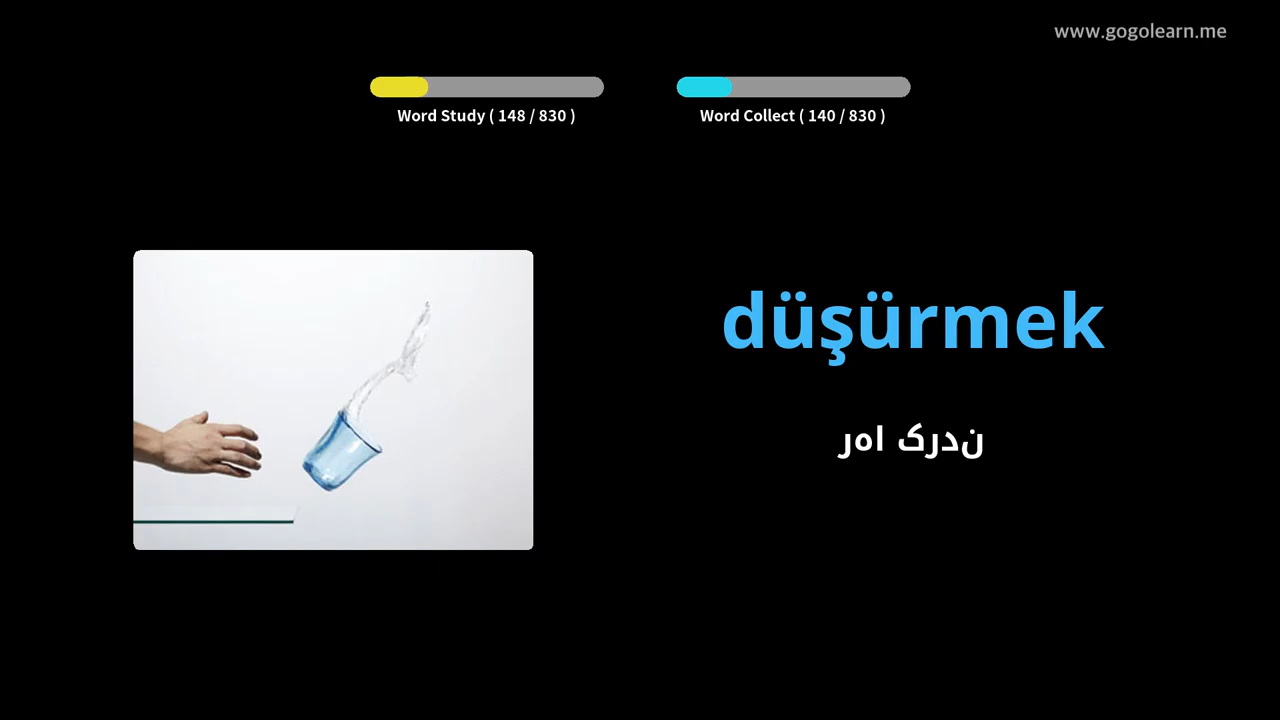 www.gogolearn.me
Word Study ( 148 / 830 )
Word Collect ( 140 / 830 )
düşürmek
ندرک اهر